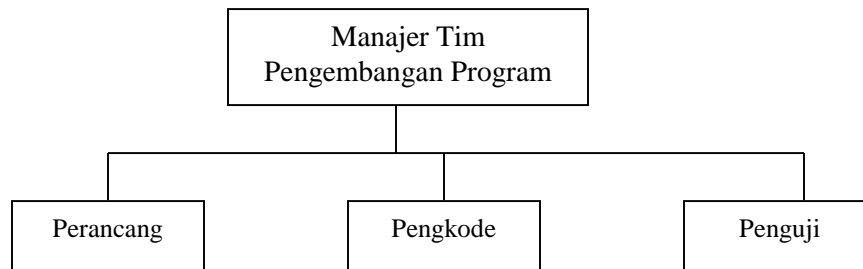 Manajer Tim
Pengembangan Program
Perancang
Pengkode
Penguji